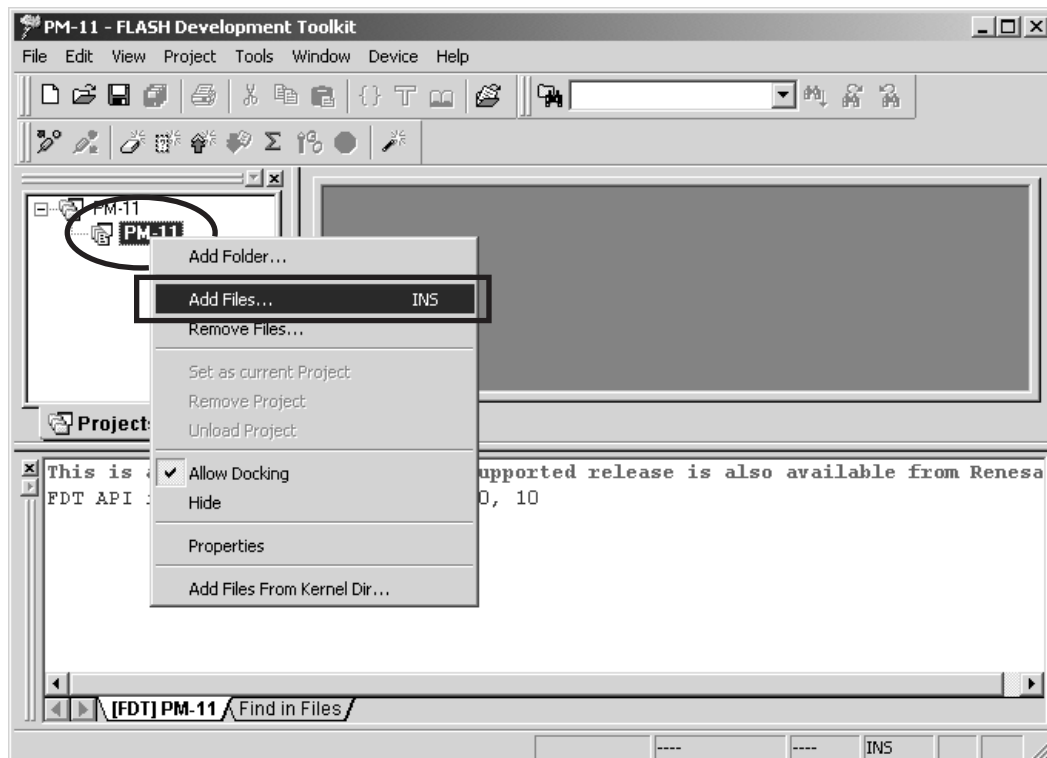 PM-11 - FLASH Development Toolkit
File Edit View Project Tools Window Device Help
PM-11
PM-11
Add Folder...
Add Files... INS
Remove Files...
Set as current Project
Remove Project
Unload Project
Allow Docking
Hide
Properties
Add Files From Kernel Dir...
Project
This is upported release is also available from Renesa
FDT API 0, 10
[FDT] PM-11 Find in Files
---- ---- INS